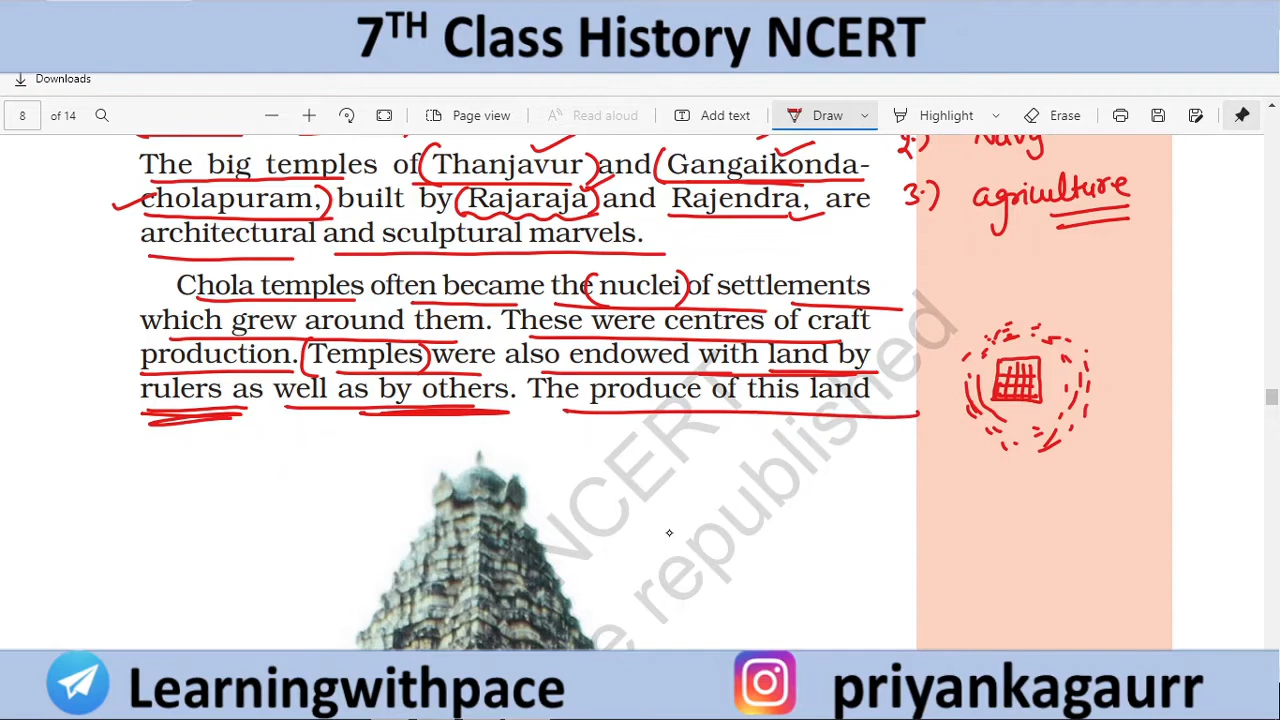 7TH Class History NCERT
Downloads
8 of 14 Page view Read aloud Add text Draw Highlight Erase
The big temples of Thanjavur and Gangaikonda-
cholapuram, built by Rajaraja and Rajendra, are
architectural and sculptural marvels.
Chola temples often became the nuclei of settlements
which grew around them. These were centres of craft
production. Temples were also endowed with land by
rulers as well as by others. The produce of this land
2.) Navy
3.) agriculture
NCERT
republished
Learningwithpace
priyankagaurr